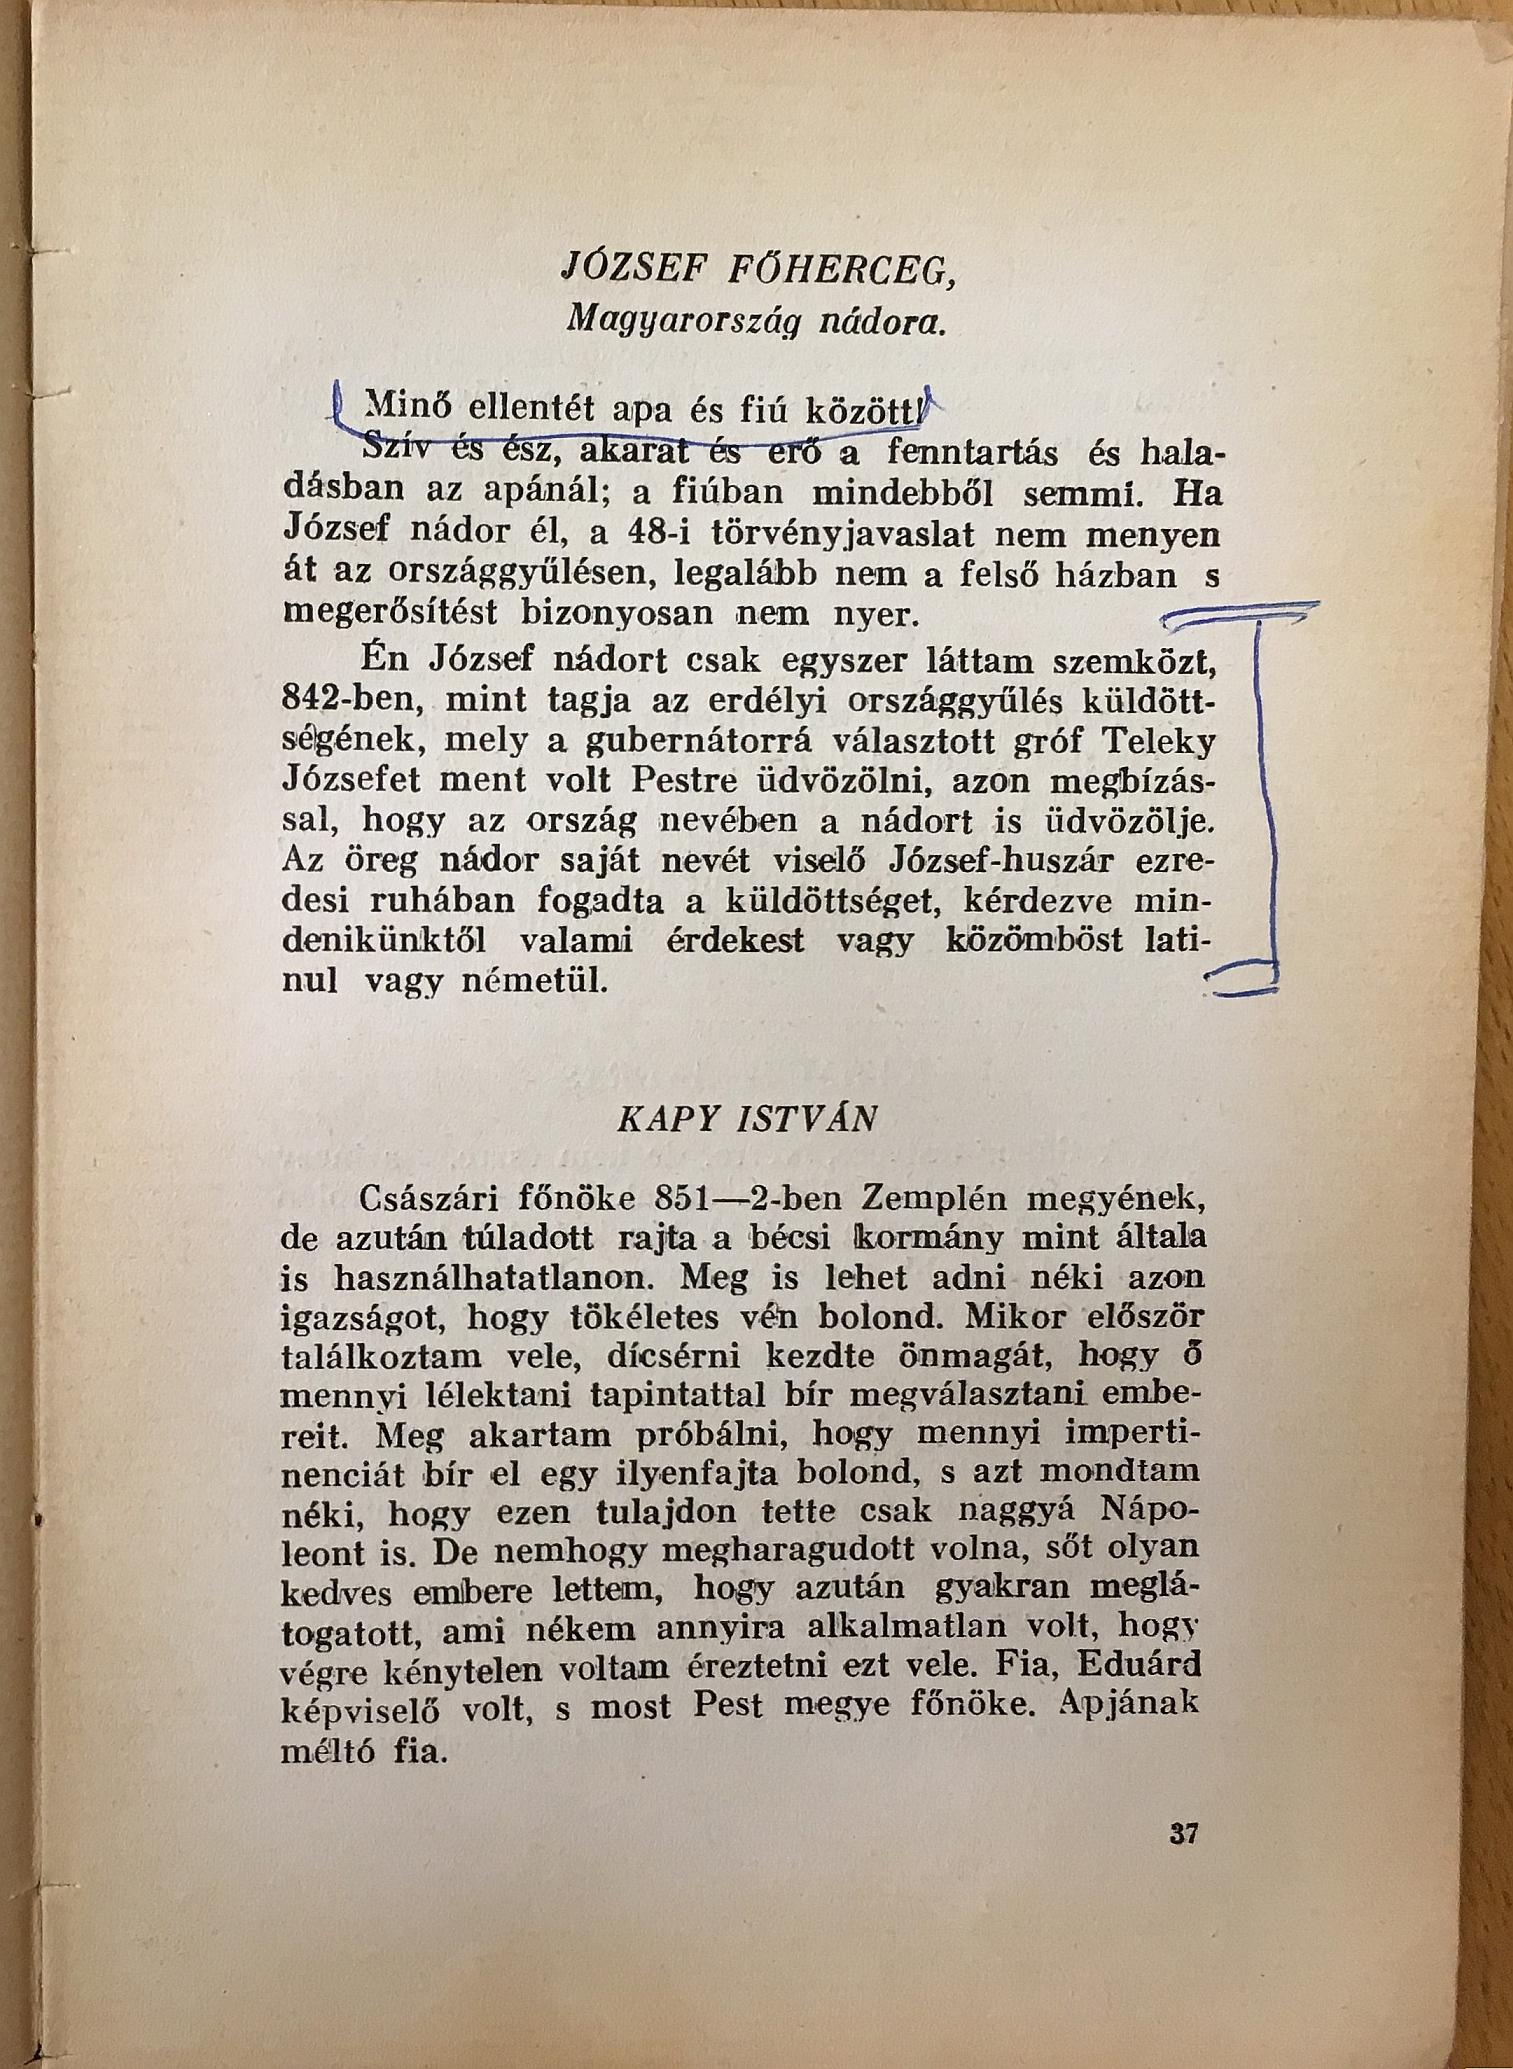 JÓZSEF FŐHERCEG,
Magyarország nádora.
Minő ellentét apa és fiú között!
Szív és ész, akarat és erő a fenntartás és hala-
dásban az apánál; a fiúban mindebből semmi. Ha
József nádor él, a 48-i törvényjavaslat nem menyen
át az országgyűlésen, legalább nem a felső házban s
megerősítést bizonyosan nem nyer.
Én József nádort csak egyszer láttam szemközt,
842-ben, mint tagja az erdélyi országgyűlés küldött-
ségének, mely a gubernátorrá választott gróf Teleky
Józsefet ment volt Pestre üdvözölni, azon megbízás-
sal, hogy az ország nevében a nádort is üdvözölje.
Az öreg nádor saját nevét viselő József-huszár ezre-
desi ruhában fogadta a küldöttséget, kérdezve min-
denikünktől valami érdekest vagy közömböst lati-
nul vagy németül.
KAPY ISTVÁN
Császári főnöke 851—2-ben Zemplén megyének,
de azután túladott rajta a bécsi kormány mint általa
is használhatatlanon. Meg is lehet adni néki azon
igazságot, hogy tökéletes vén bolond. Mikor először
találkoztam vele, dícsérni kezdte önmagát, hogy ő
mennyi lélektani tapintattal bír megválasztani embe-
reit. Meg akartam próbálni, hogy mennyi imperti-
nenciát bír el egy ilyenfajta bolond, s azt mondtam
néki, hogy ezen tulajdon tette csak naggyá Nápo-
leont is. De nemhogy megharagudott volna, sőt olyan
kedves embere lettem, hogy azután gyakran meglá-
togatott, ami nékem annyira alkalmatlan volt, hogy
végre kénytelen voltam éreztetni ezt vele. Fia, Eduárd
képviselő volt, s most Pest megye főnöke. Apjának
méltó fia.
37